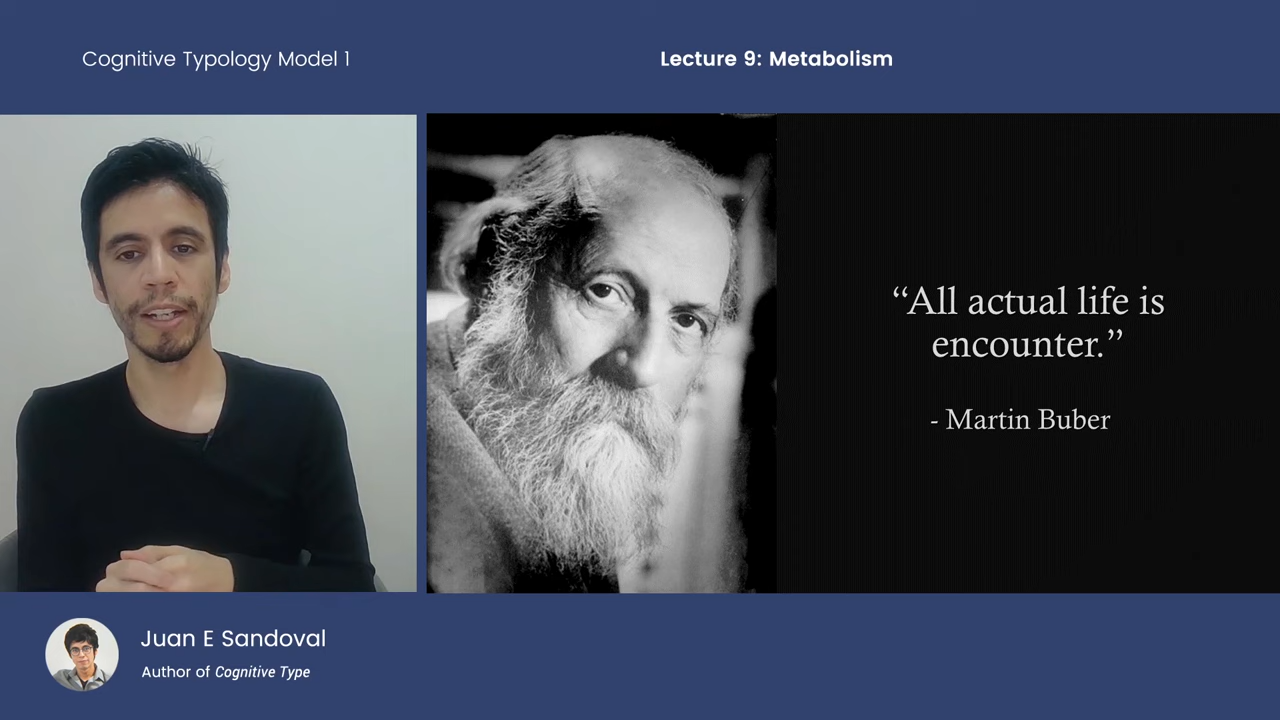 Cognitive Typology Model 1
Lecture 9: Metabolism
“All actual life is
encounter.”
- Martin Buber
Juan E Sandoval
Author of Cognitive Type